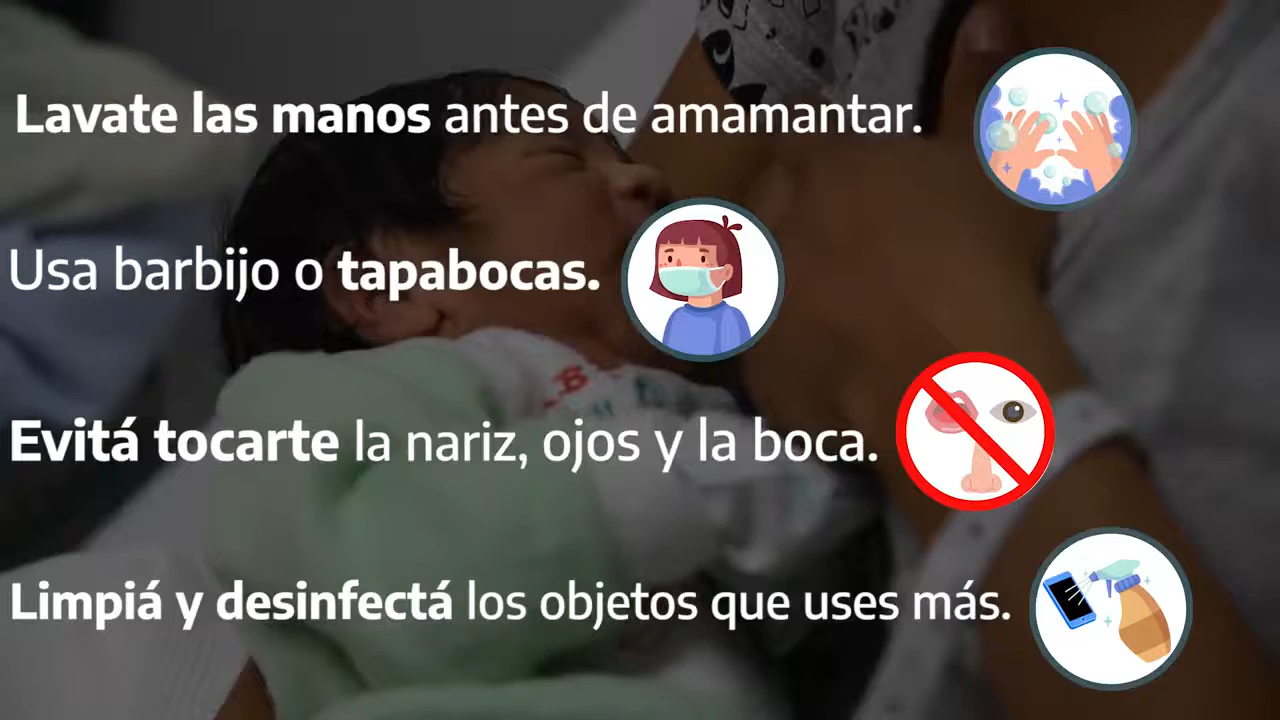 Lavate las manos antes de amamantar.
Usa barbijo o tapabocas.
Evitá tocarte la nariz, ojos y la boca.
Limpiá y desinfectá los objetos que uses más.